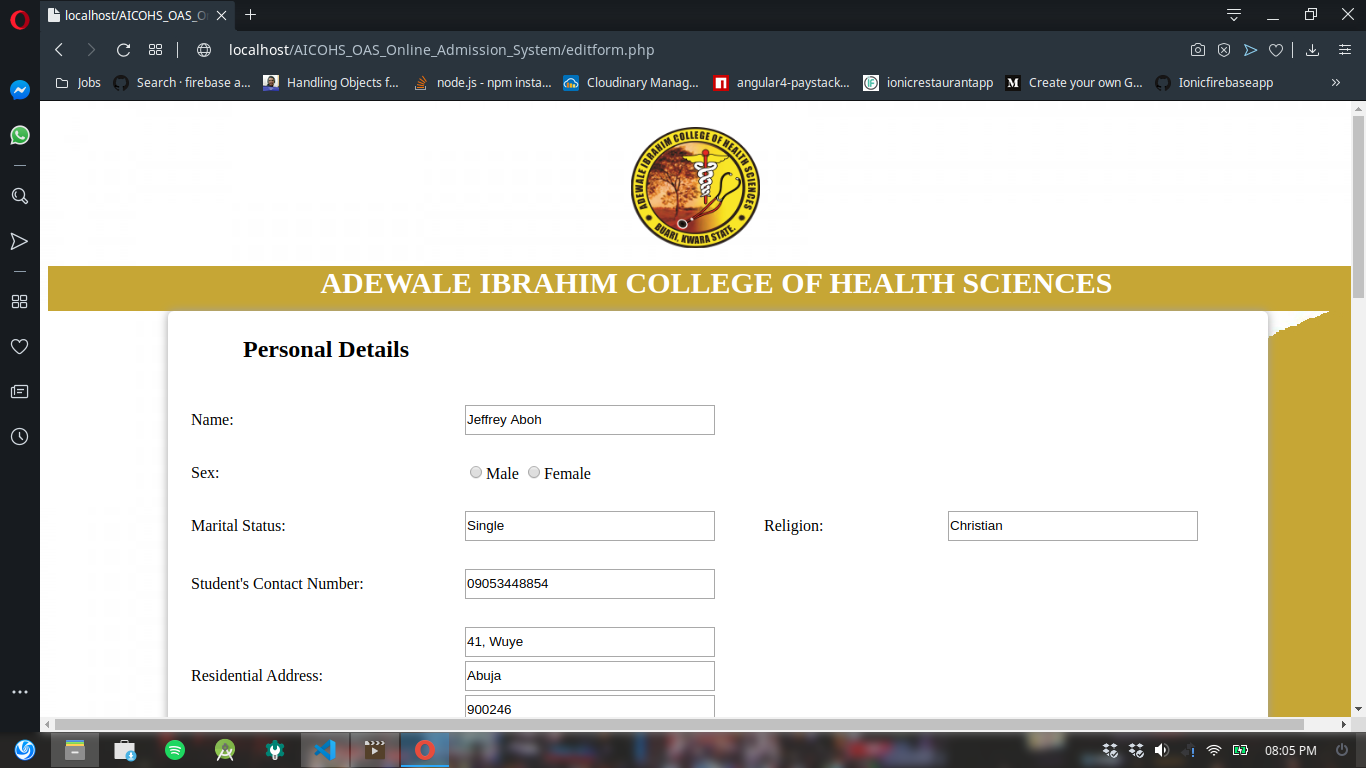 localhost/AICOHS_OAS_O
localhost/AICOHS_OAS_Online_Admission_System/editform.php
Jobs
Search · firebase a...
Handling Objects f...
node.js - npm insta...
Cloudinary Manag...
angular4-paystack...
ionicrestaurantapp
M
Create your own G...
Ionicfirebaseapp
»
ADEWALE IBRAHIM COLLEGE OF HEALTH SCIENCES
BUARI, KWARA STATE.
ADEWALE IBRAHIM COLLEGE OF HEALTH SCIENCES
Personal Details
Name: Jeffrey Aboh
Sex: Male Female
Marital Status: Single Religion: Christian
Student's Contact Number: 09053448854
41, Wuye
Residential Address: Abuja
900246
08:05 PM